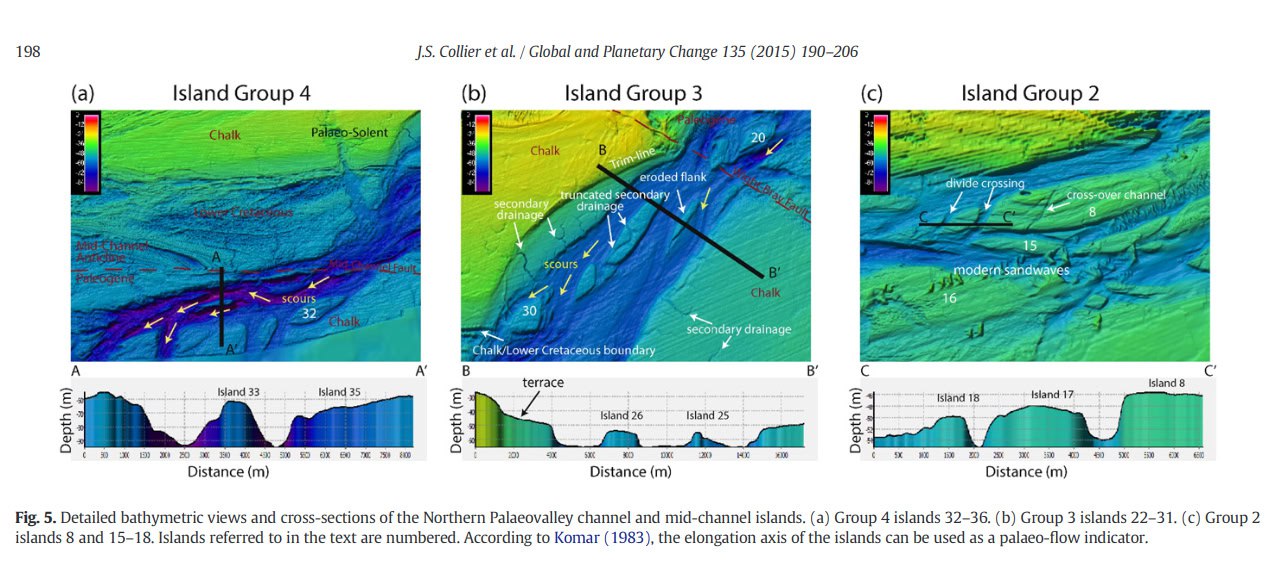 198
J.S. Collier et al. / Global and Planetary Change 135 (2015) 190–206
(a) Island Group 4
(b) Island Group 3
(c) Island Group 2
Chalk
Palaeo-Solent
Lower Cretaceous
Mid-Channel
Anticline
Paleogene
A
Mid-Channel Fault
scours
32
Chalk
A'
Paleogene
20
Chalk
B
Trim-line
eroded flank
truncated secondary
drainage
secondary
drainage
Bay Fault
scours
B'
Chalk
30
secondary drainage
Chalk/Lower Cretaceous boundary
divide crossing
cross-over channel
8
C
C'
15
modern sandwaves
16
A
A'
Depth (m)
Island 33
Island 35
Distance (m)
B
B'
Depth (m)
terrace
Island 26
Island 25
Distance (m)
C
C'
Depth (m)
Island 18
Island 17
Island 8
Distance (m)
Fig. 5. Detailed bathymetric views and cross-sections of the Northern Palaeovalley channel and mid-channel islands. (a) Group 4 islands 32–36. (b) Group 3 islands 22–31. (c) Group 2
islands 8 and 15–18. Islands referred to in the text are numbered. According to Komar (1983), the elongation axis of the islands can be used as a palaeo-flow indicator.